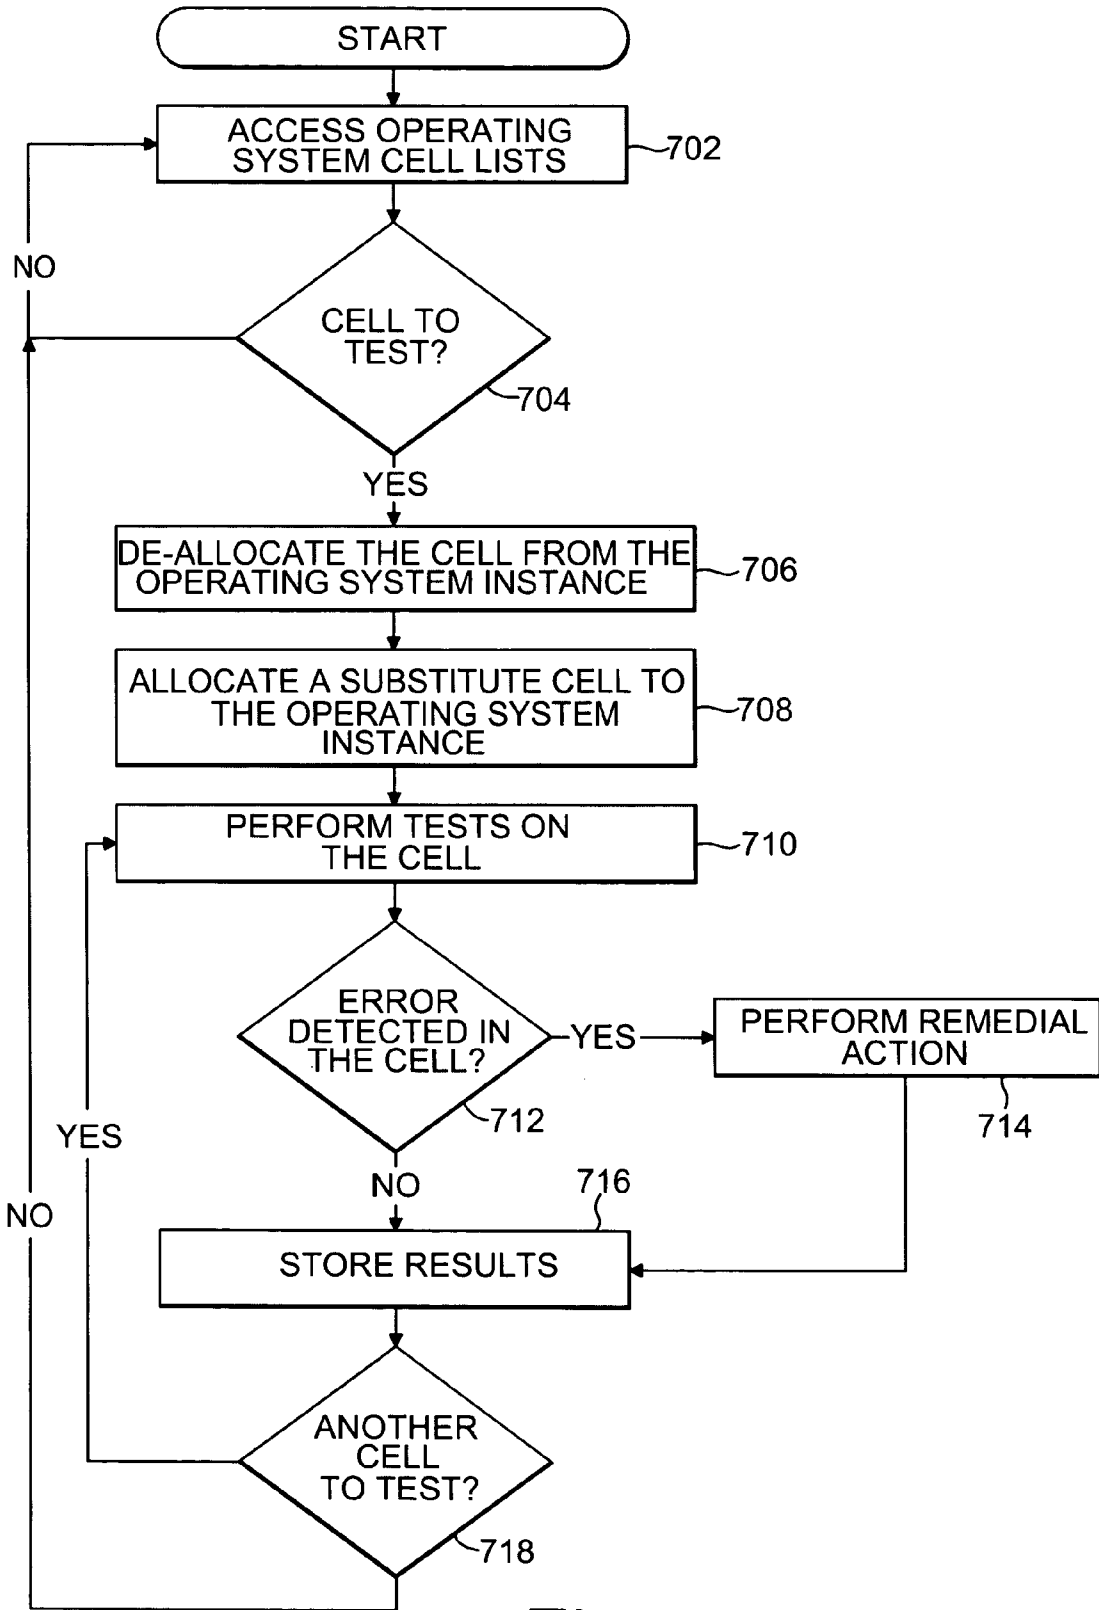 START
ACCESS OPERATING
SYSTEM CELL LISTS
702
NO
CELL TO
TEST?
704
YES
DE-ALLOCATE THE CELL FROM THE
OPERATING SYSTEM INSTANCE
706
ALLOCATE A SUBSTITUTE CELL TO
THE OPERATING SYSTEM
INSTANCE
708
PERFORM TESTS ON
THE CELL
710
ERROR
DETECTED IN
THE CELL?
712
YES
PERFORM REMEDIAL
ACTION
714
YES
NO
NO
716
STORE RESULTS
ANOTHER
CELL
TO TEST?
718